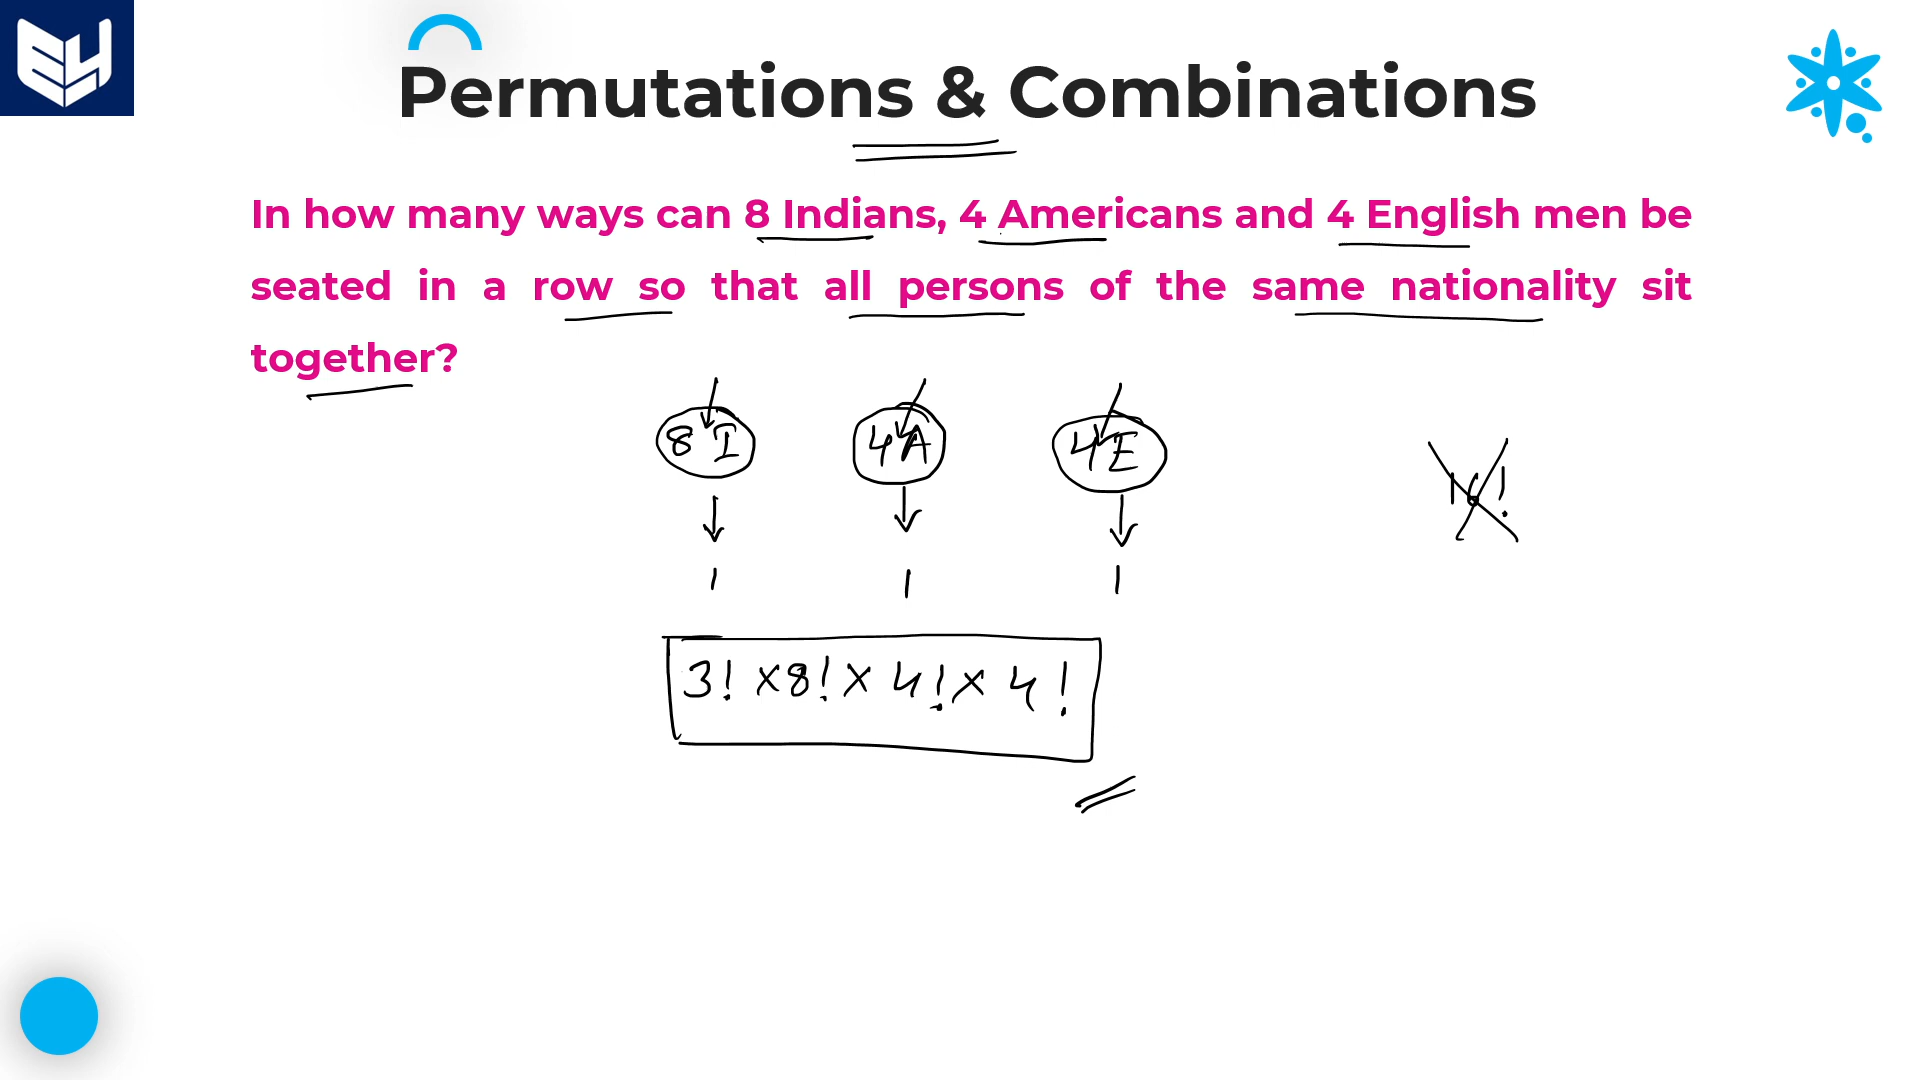 Permutations & Combinations
In how many ways can 8 Indians, 4 Americans and 4 English men be
seated in a row so that all persons of the same nationality sit
together?
8 I 4A 4E
16!
1 1 1
3! x 8! x 4! x 4!